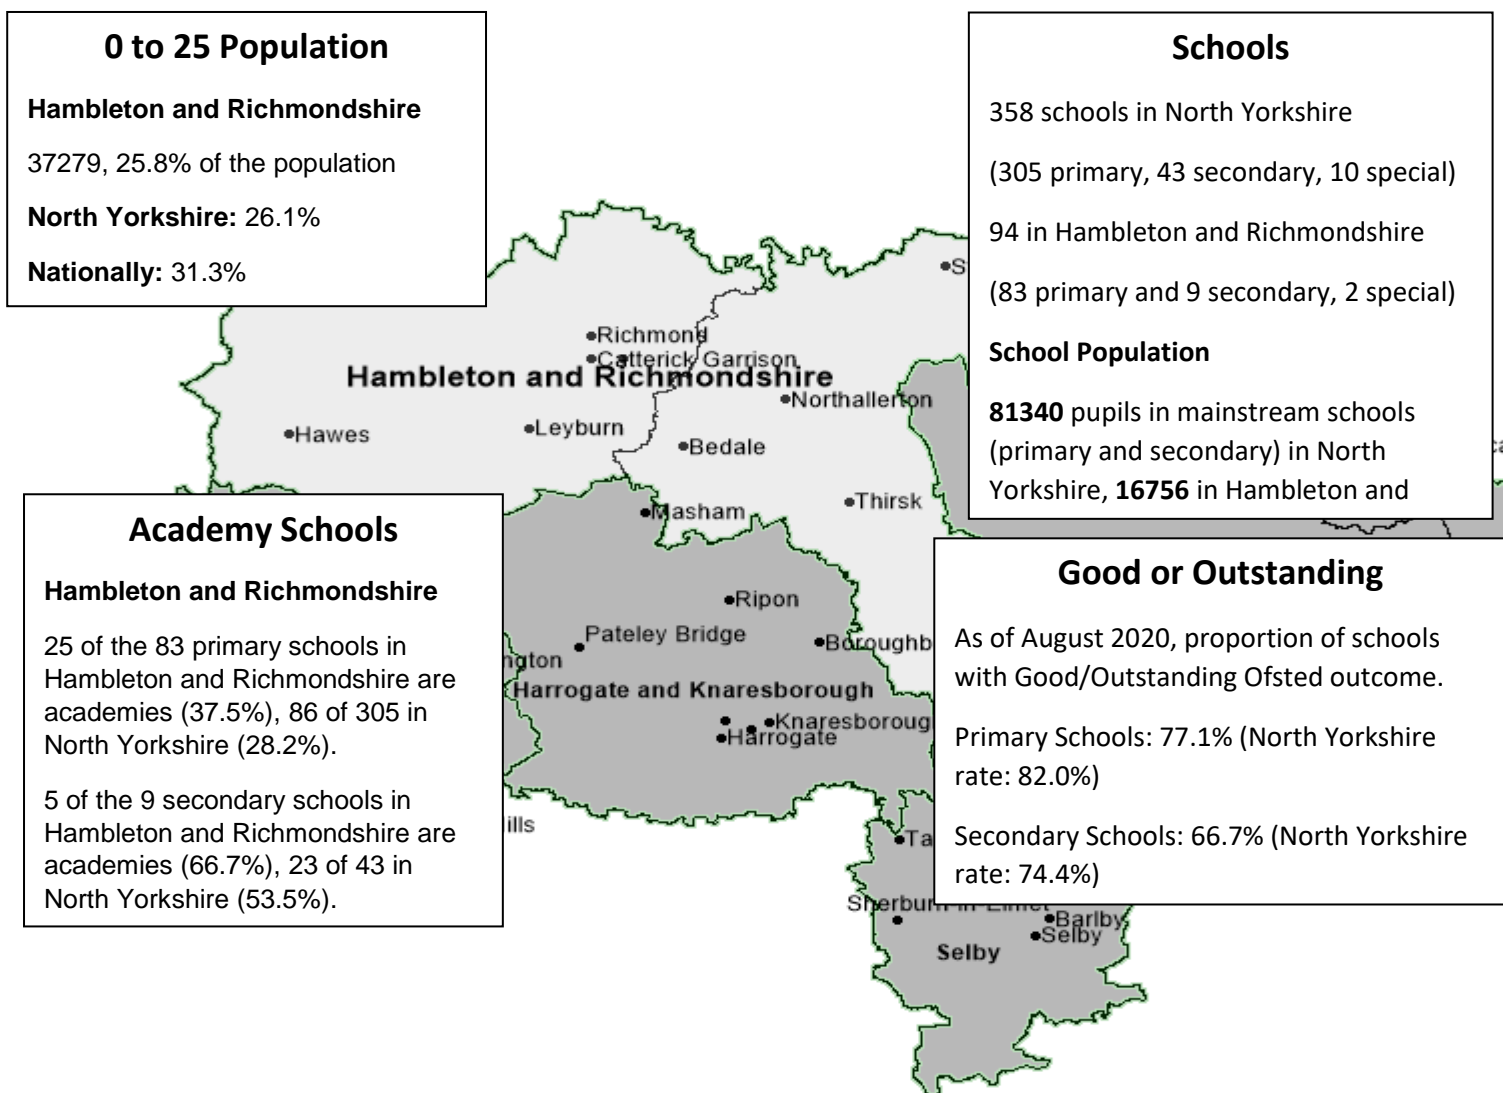 0 to 25 Population
Hambleton and Richmondshire
37279, 25.8% of the population
North Yorkshire: 26.1%
Nationally: 31.3%
Schools
358 schools in North Yorkshire
(305 primary, 43 secondary, 10 special)
94 in Hambleton and Richmondshire
(83 primary and 9 secondary, 2 special)
School Population
81340 pupils in mainstream schools
(primary and secondary) in North
Yorkshire, 16756 in Hambleton and
Richmond
Catterick Garrison
Hambleton and Richmondshire
Northallerton
Hawes
Leyburn
Bedale
Thirsk
Masham
Academy Schools
Hambleton and Richmondshire
25 of the 83 primary schools in
Hambleton and Richmondshire are
academies (37.5%), 86 of 305 in
North Yorkshire (28.2%).
5 of the 9 secondary schools in
Hambleton and Richmondshire are
academies (66.7%), 23 of 43 in
North Yorkshire (53.5%).
Ripon
Pateley Bridge
Boroughb
ngton
Harrogate and Knaresborough
Knaresboroug
Harrogate
ills
Good or Outstanding
As of August 2020, proportion of schools
with Good/Outstanding Ofsted outcome.
Primary Schools: 77.1% (North Yorkshire
rate: 82.0%)
Secondary Schools: 66.7% (North Yorkshire
rate: 74.4%)
Ta
Sherburn-in-Elmet
Barlby
Selby
Selby